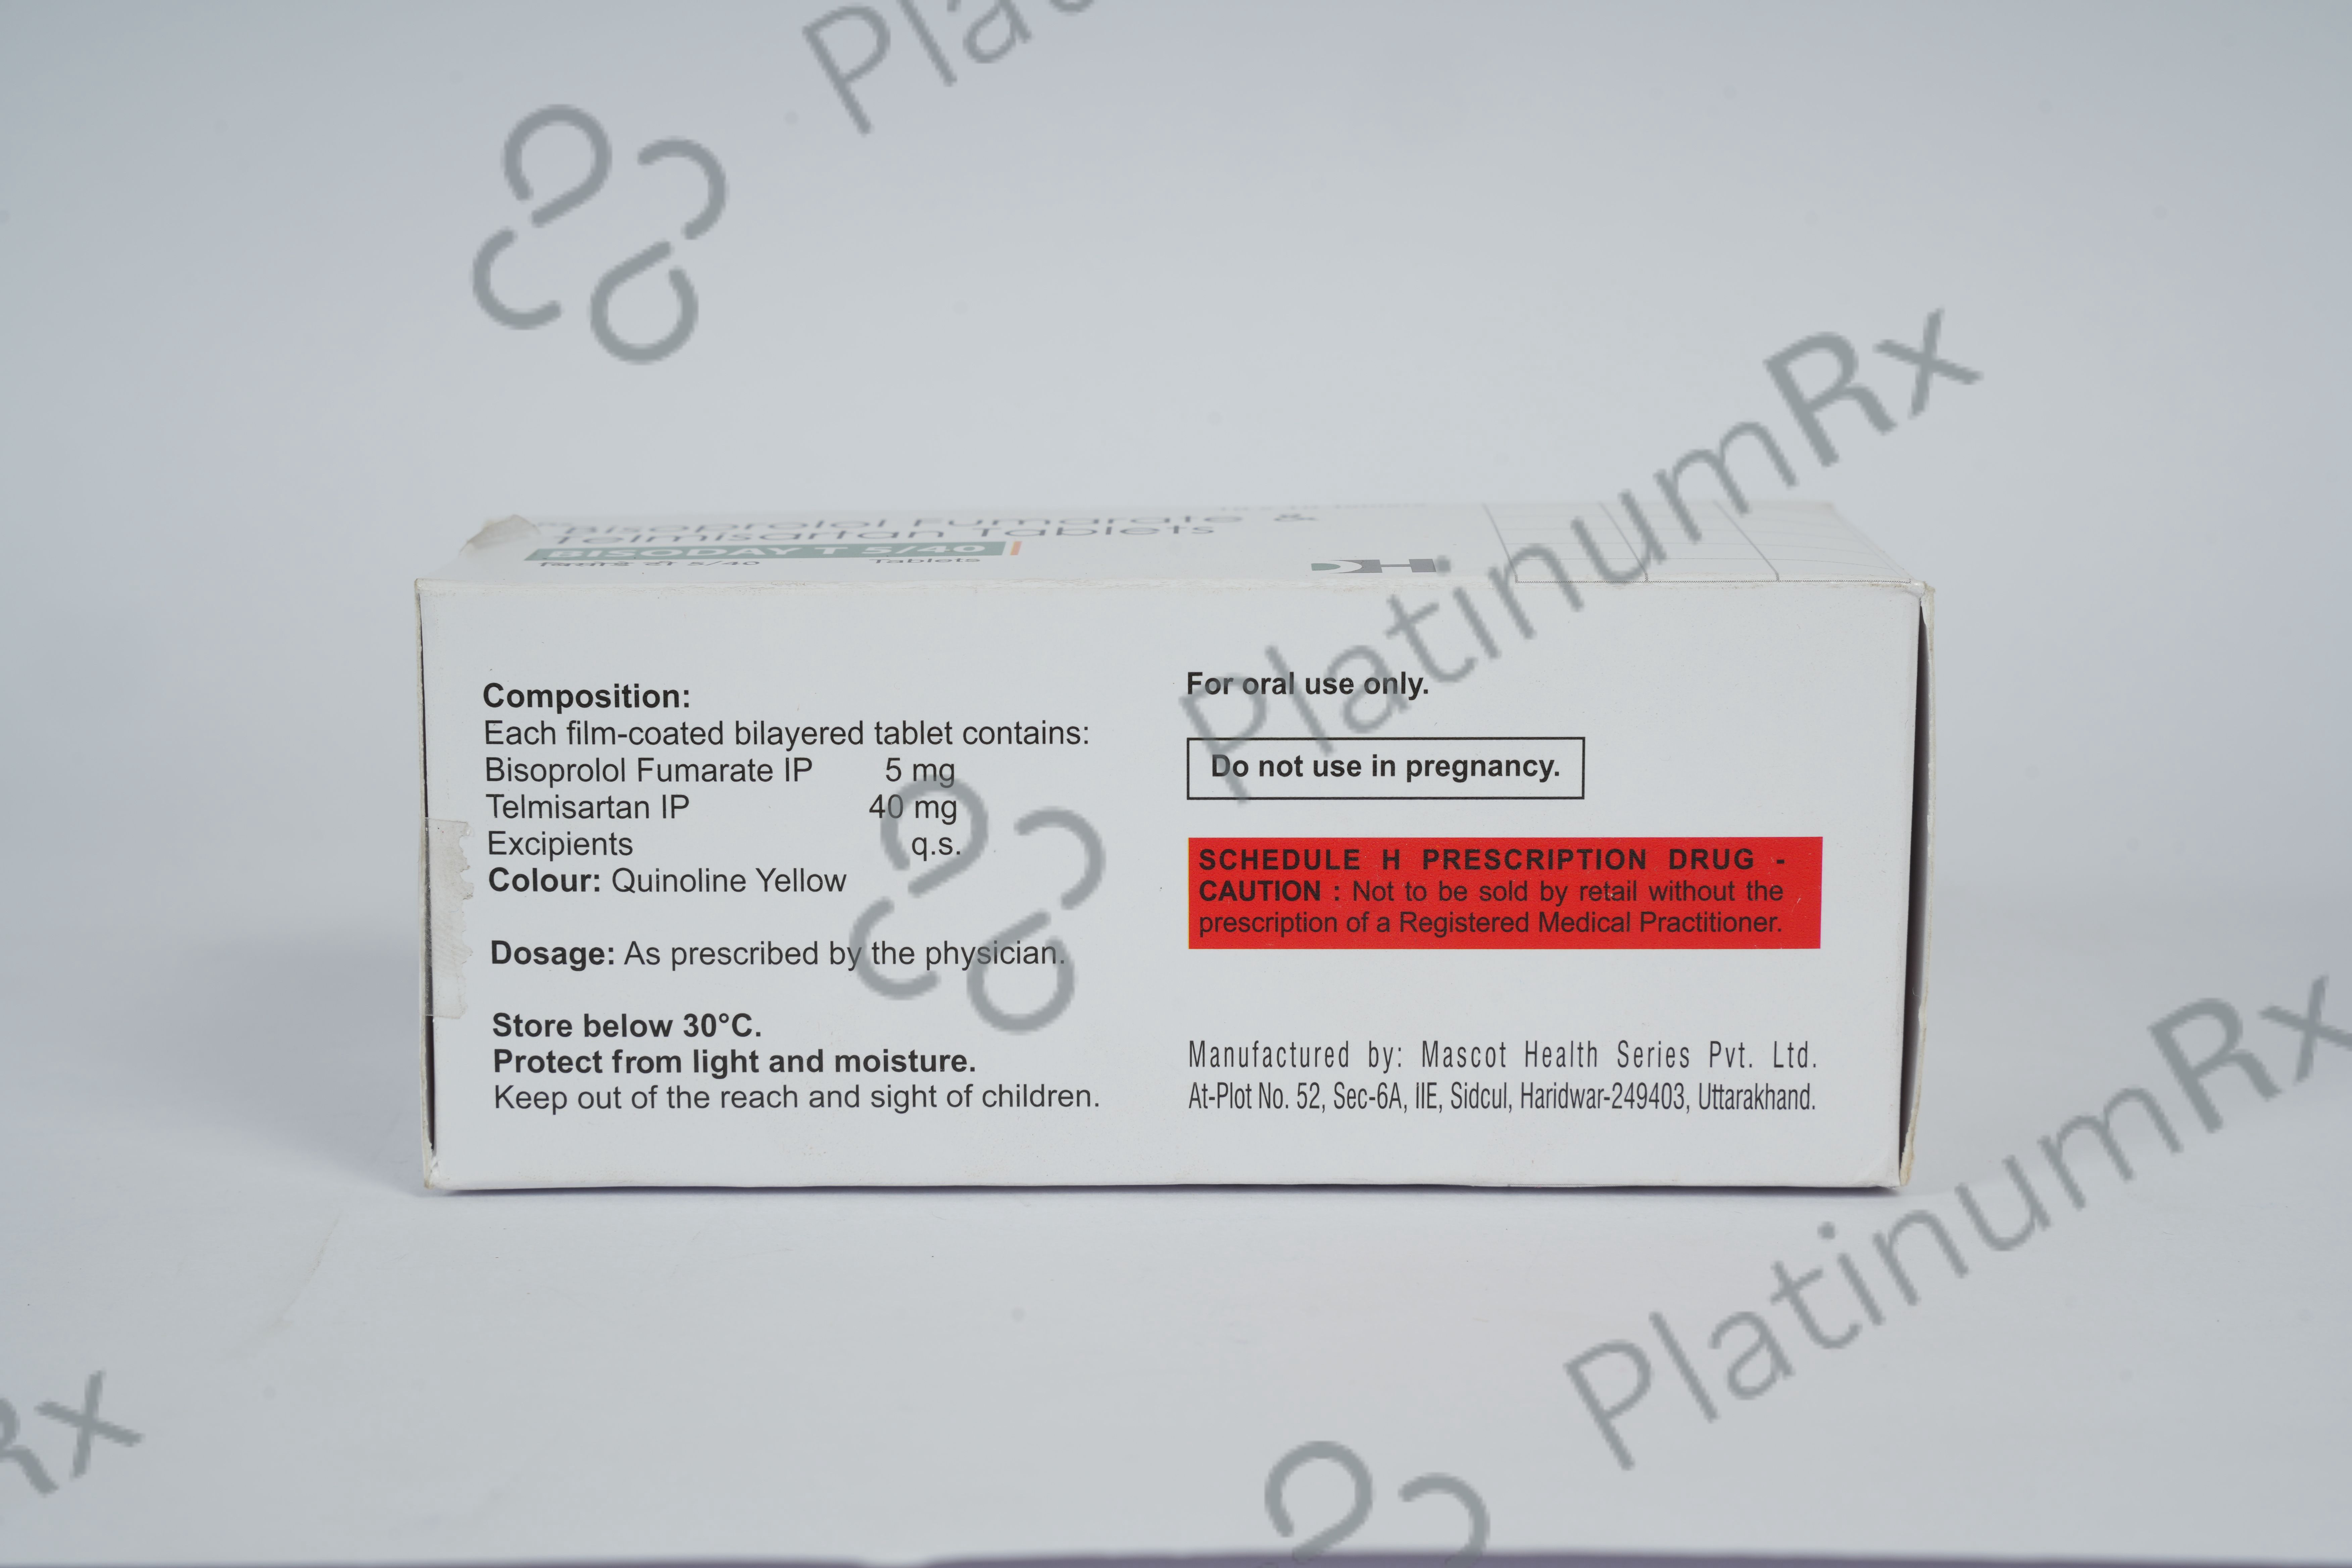 Plat
PlatinumRx
Bisoprolol Fumarate &
Telmisartan Tablets
BISODAY T 5/40
5/40 Tablets
Composition:
Each film-coated bilayered tablet contains:
Bisoprolol Fumarate IP 5 mg
Telmisartan IP 40 mg
Excipients q.s.
Colour: Quinoline Yellow
Dosage: As prescribed by the physician.
Store below 30°C.
Protect from light and moisture.
Keep out of the reach and sight of children.
For oral use only.
Do not use in pregnancy.
SCHEDULE H PRESCRIPTION DRUG -
CAUTION : Not to be sold by retail without the
prescription of a Registered Medical Practitioner.
Manufactured by: Mascot Health Series Pvt. Ltd.
At-Plot No. 52, Sec-6A, IIE, Sidcul, Haridwar-249403, Uttarakhand.
PlatinumRx
Rx